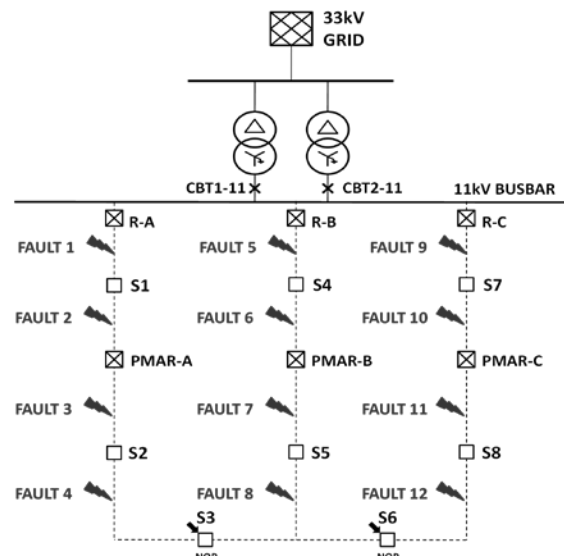 33kV
GRID
CBT1-11
CBT2-11
11kV BUSBAR
R-A
R-B
R-C
FAULT 1
FAULT 5
FAULT 9
S1
S4
S7
FAULT 2
FAULT 6
FAULT 10
PMAR-A
PMAR-B
PMAR-C
FAULT 3
FAULT 7
FAULT 11
S2
S5
S8
FAULT 4
FAULT 8
FAULT 12
S3
S6
NOP
NOP